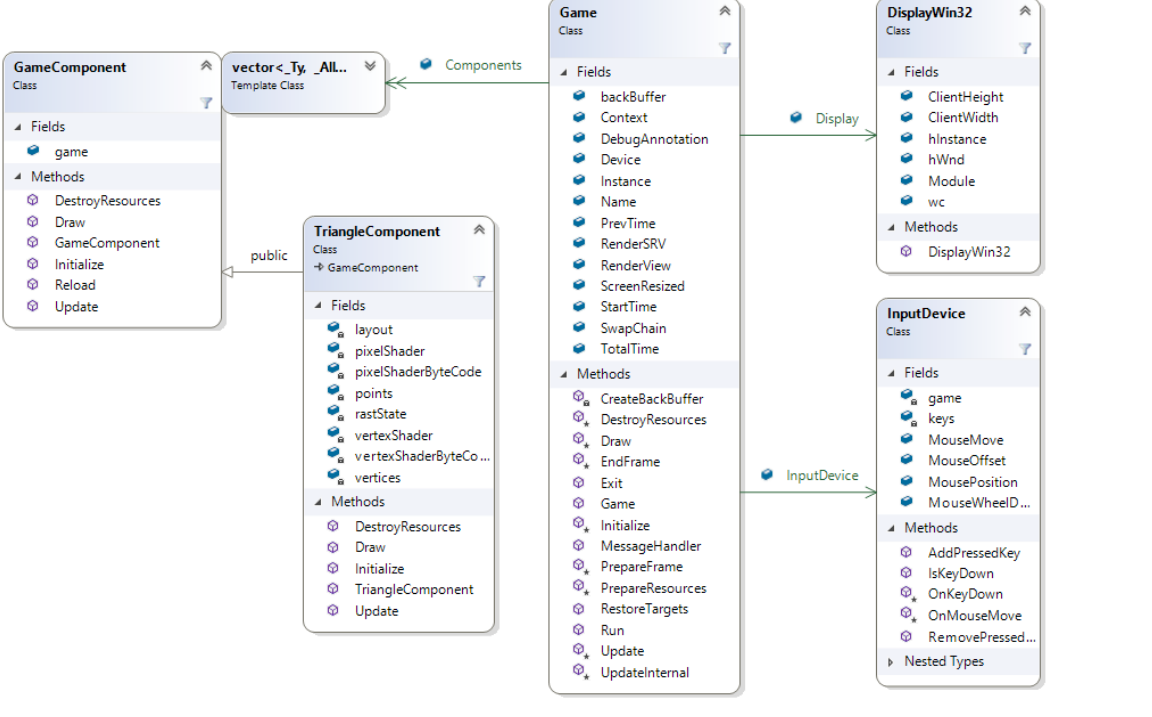 GameComponent
Class
Fields
game
Methods
DestroyResources
Draw
GameComponent
Initialize
Reload
Update
vector<_Ty, _All...
Template Class
Components
public
TriangleComponent
Class
GameComponent
Fields
layout
pixelShader
pixelShaderByteCode
points
rastState
vertexShader
vertexShaderByteCo...
vertices
Methods
DestroyResources
Draw
Initialize
TriangleComponent
Update
Game
Class
Fields
backBuffer
Context
DebugAnnotation
Device
Instance
Name
PrevTime
RenderSRV
RenderView
ScreenResized
StartTime
SwapChain
TotalTime
Methods
CreateBackBuffer
DestroyResources
Draw
EndFrame
Exit
Game
Initialize
MessageHandler
PrepareFrame
PrepareResources
RestoreTargets
Run
Update
UpdateInternal
Display
InputDevice
DisplayWin32
Class
Fields
ClientHeight
ClientWidth
hInstance
hWnd
Module
wc
Methods
DisplayWin32
InputDevice
Class
Fields
game
keys
MouseMove
MouseOffset
MousePosition
MouseWheelD...
Methods
AddPressedKey
IsKeyDown
OnKeyDown
OnMouseMove
RemovePressed...
Nested Types